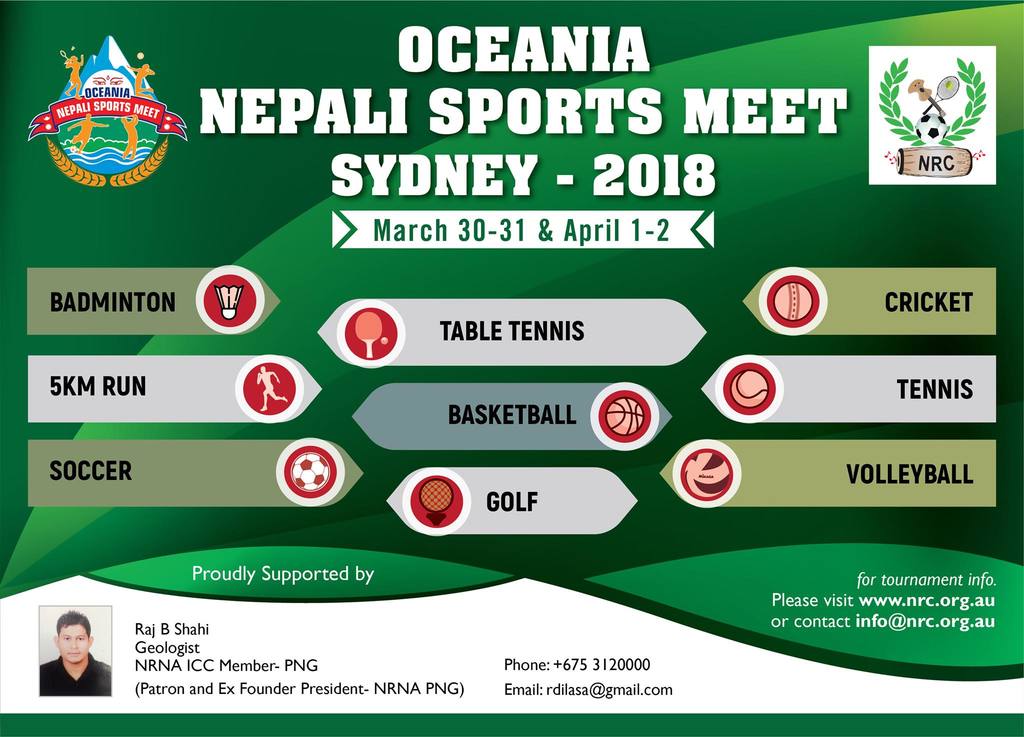 OCEANIA
NEPALI SPORTS MEET
SYDNEY - 2018
March 30-31 & April 1-2
OCEANIA
NEPALI SPORTS MEET
NRC
BADMINTON
TABLE TENNIS
CRICKET
5KM RUN
BASKETBALL
TENNIS
SOCCER
GOLF
VOLLEYBALL
Proudly Supported by
Raj B Shahi
Geologist
NRNA ICC Member- PNG
(Patron and Ex Founder President- NRNA PNG)
Phone: +675 3120000
Email: rdilasa@gmail.com
for tournament info.
Please visit www.nrc.org.au
or contact info@nrc.org.au